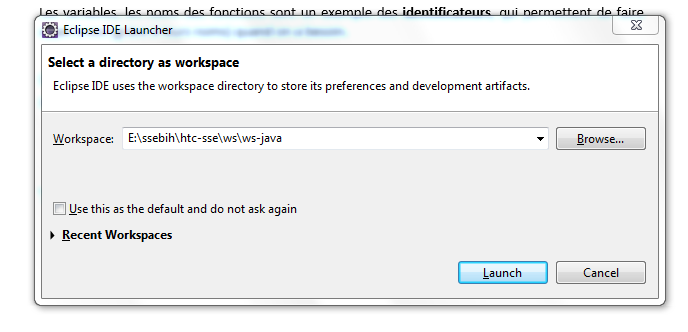 Les variables, les noms des fonctions sont un exemple des identificateurs, qui permettent de faire
Eclipse IDE Launcher
Select a directory as workspace
Eclipse IDE uses the workspace directory to store its preferences and development artifacts.
Workspace: E:\ssebih\htc-sse\ws\ws-java Browse...
Use this as the default and do not ask again
Recent Workspaces
Launch Cancel